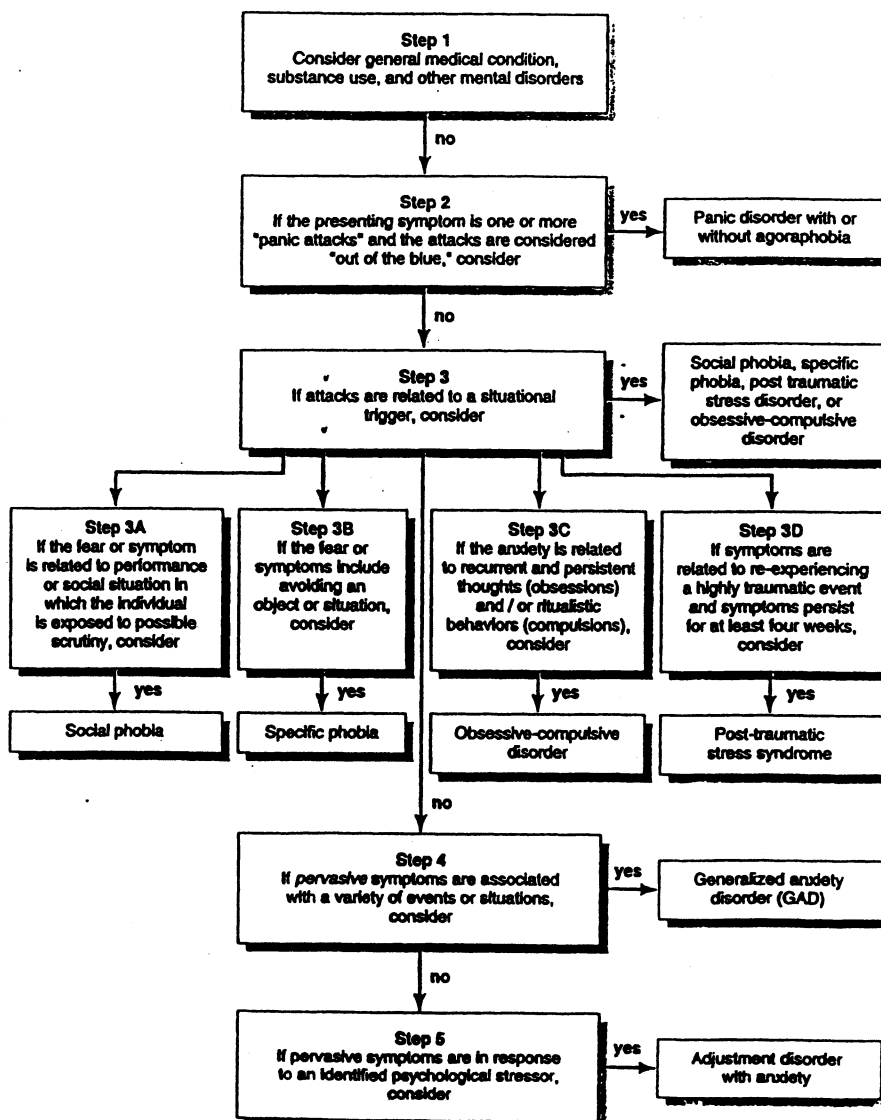 Step 1
Consider general medical condition,
substance use, and other mental disorders
no
Step 2
If the presenting symptom is one or more
"panic attacks" and the attacks are considered
"out of the blue," consider
yes
Panic disorder with or
without agoraphobia
no
Step 3
If attacks are related to a situational
trigger, consider
yes
Social phobia, specific
phobia, post traumatic
stress disorder, or
obsessive-compulsive
disorder
Step 3A
If the fear or symptom
is related to performance
or social situation in
which the individual
is exposed to possible
scrutiny, consider
yes
Social phobia
Step 3B
If the fear or
symptoms include
avoiding an
object or situation,
consider
yes
Specific phobia
Step 3C
If the anxiety is related
to recurrent and persistent
thoughts (obsessions)
and / or ritualistic
behaviors (compulsions),
consider
yes
Obsessive-compulsive
disorder
Step 3D
If symptoms are
related to re-experiencing
a highly traumatic event
and symptoms persist
for at least four weeks,
consider
yes
Post-traumatic
stress syndrome
no
Step 4
If pervasive symptoms are associated
with a variety of events or situations,
consider
yes
Generalized anxiety
disorder (GAD)
no
Step 5
If pervasive symptoms are in response
to an identified psychological stressor,
consider
yes
Adjustment disorder
with anxiety